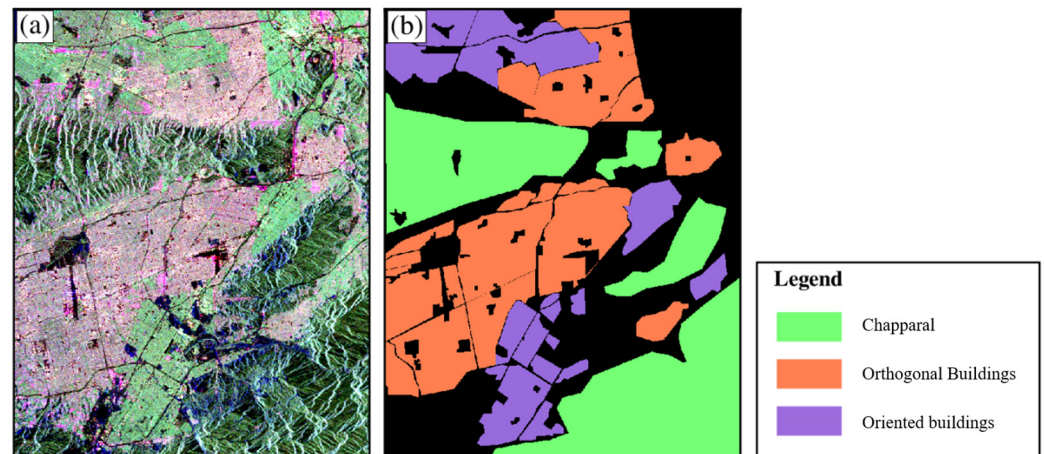 (a)
(b)
Legend
Chapparal
Orthogonal Buildings
Oriented buildings